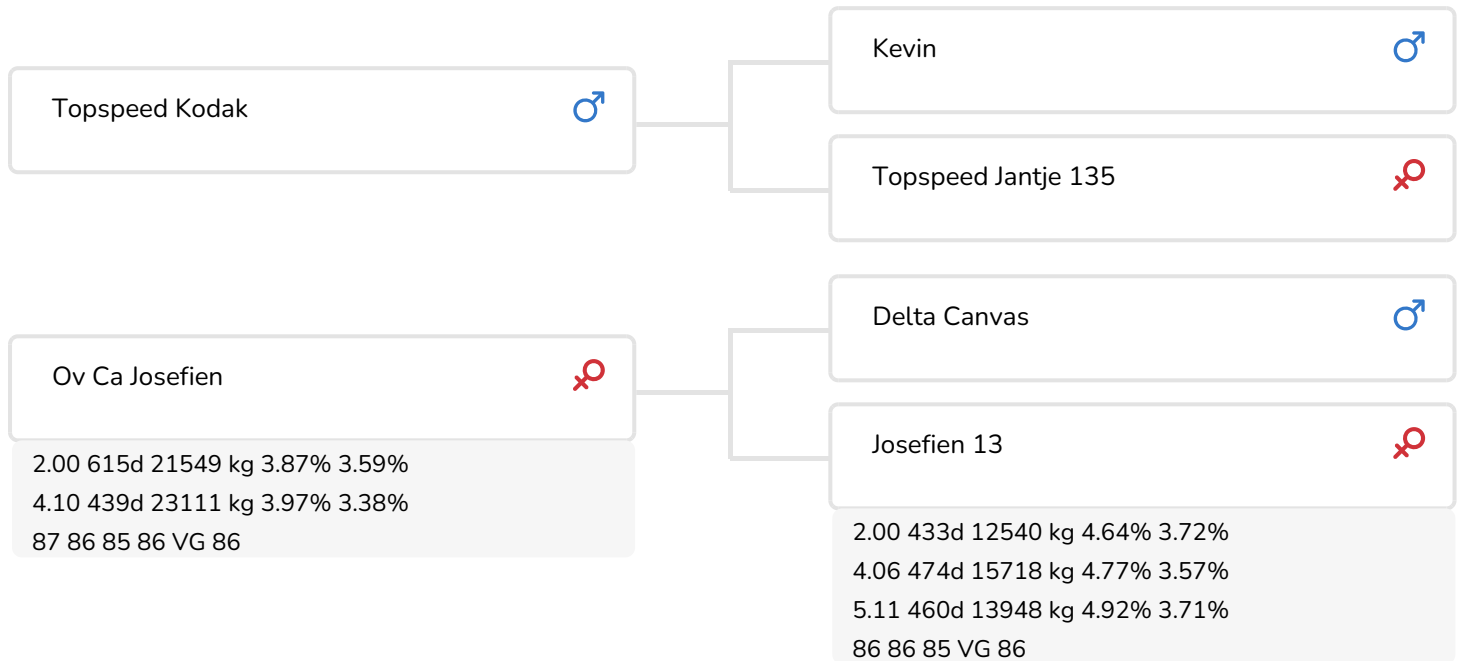 Kevin
Topspeed Kodak
Topspeed Jantje 135
Delta Canvas
Ov Ca Josefien
2.00 615d 21549 kg 3.87% 3.59%
4.10 439d 23111 kg 3.97% 3.38%
87 86 85 86 VG 86
Josefien 13
2.00 433d 12540 kg 4.64% 3.72%
4.06 474d 15718 kg 4.77% 3.57%
5.11 460d 13948 kg 4.92% 3.71%
86 86 85 VG 86